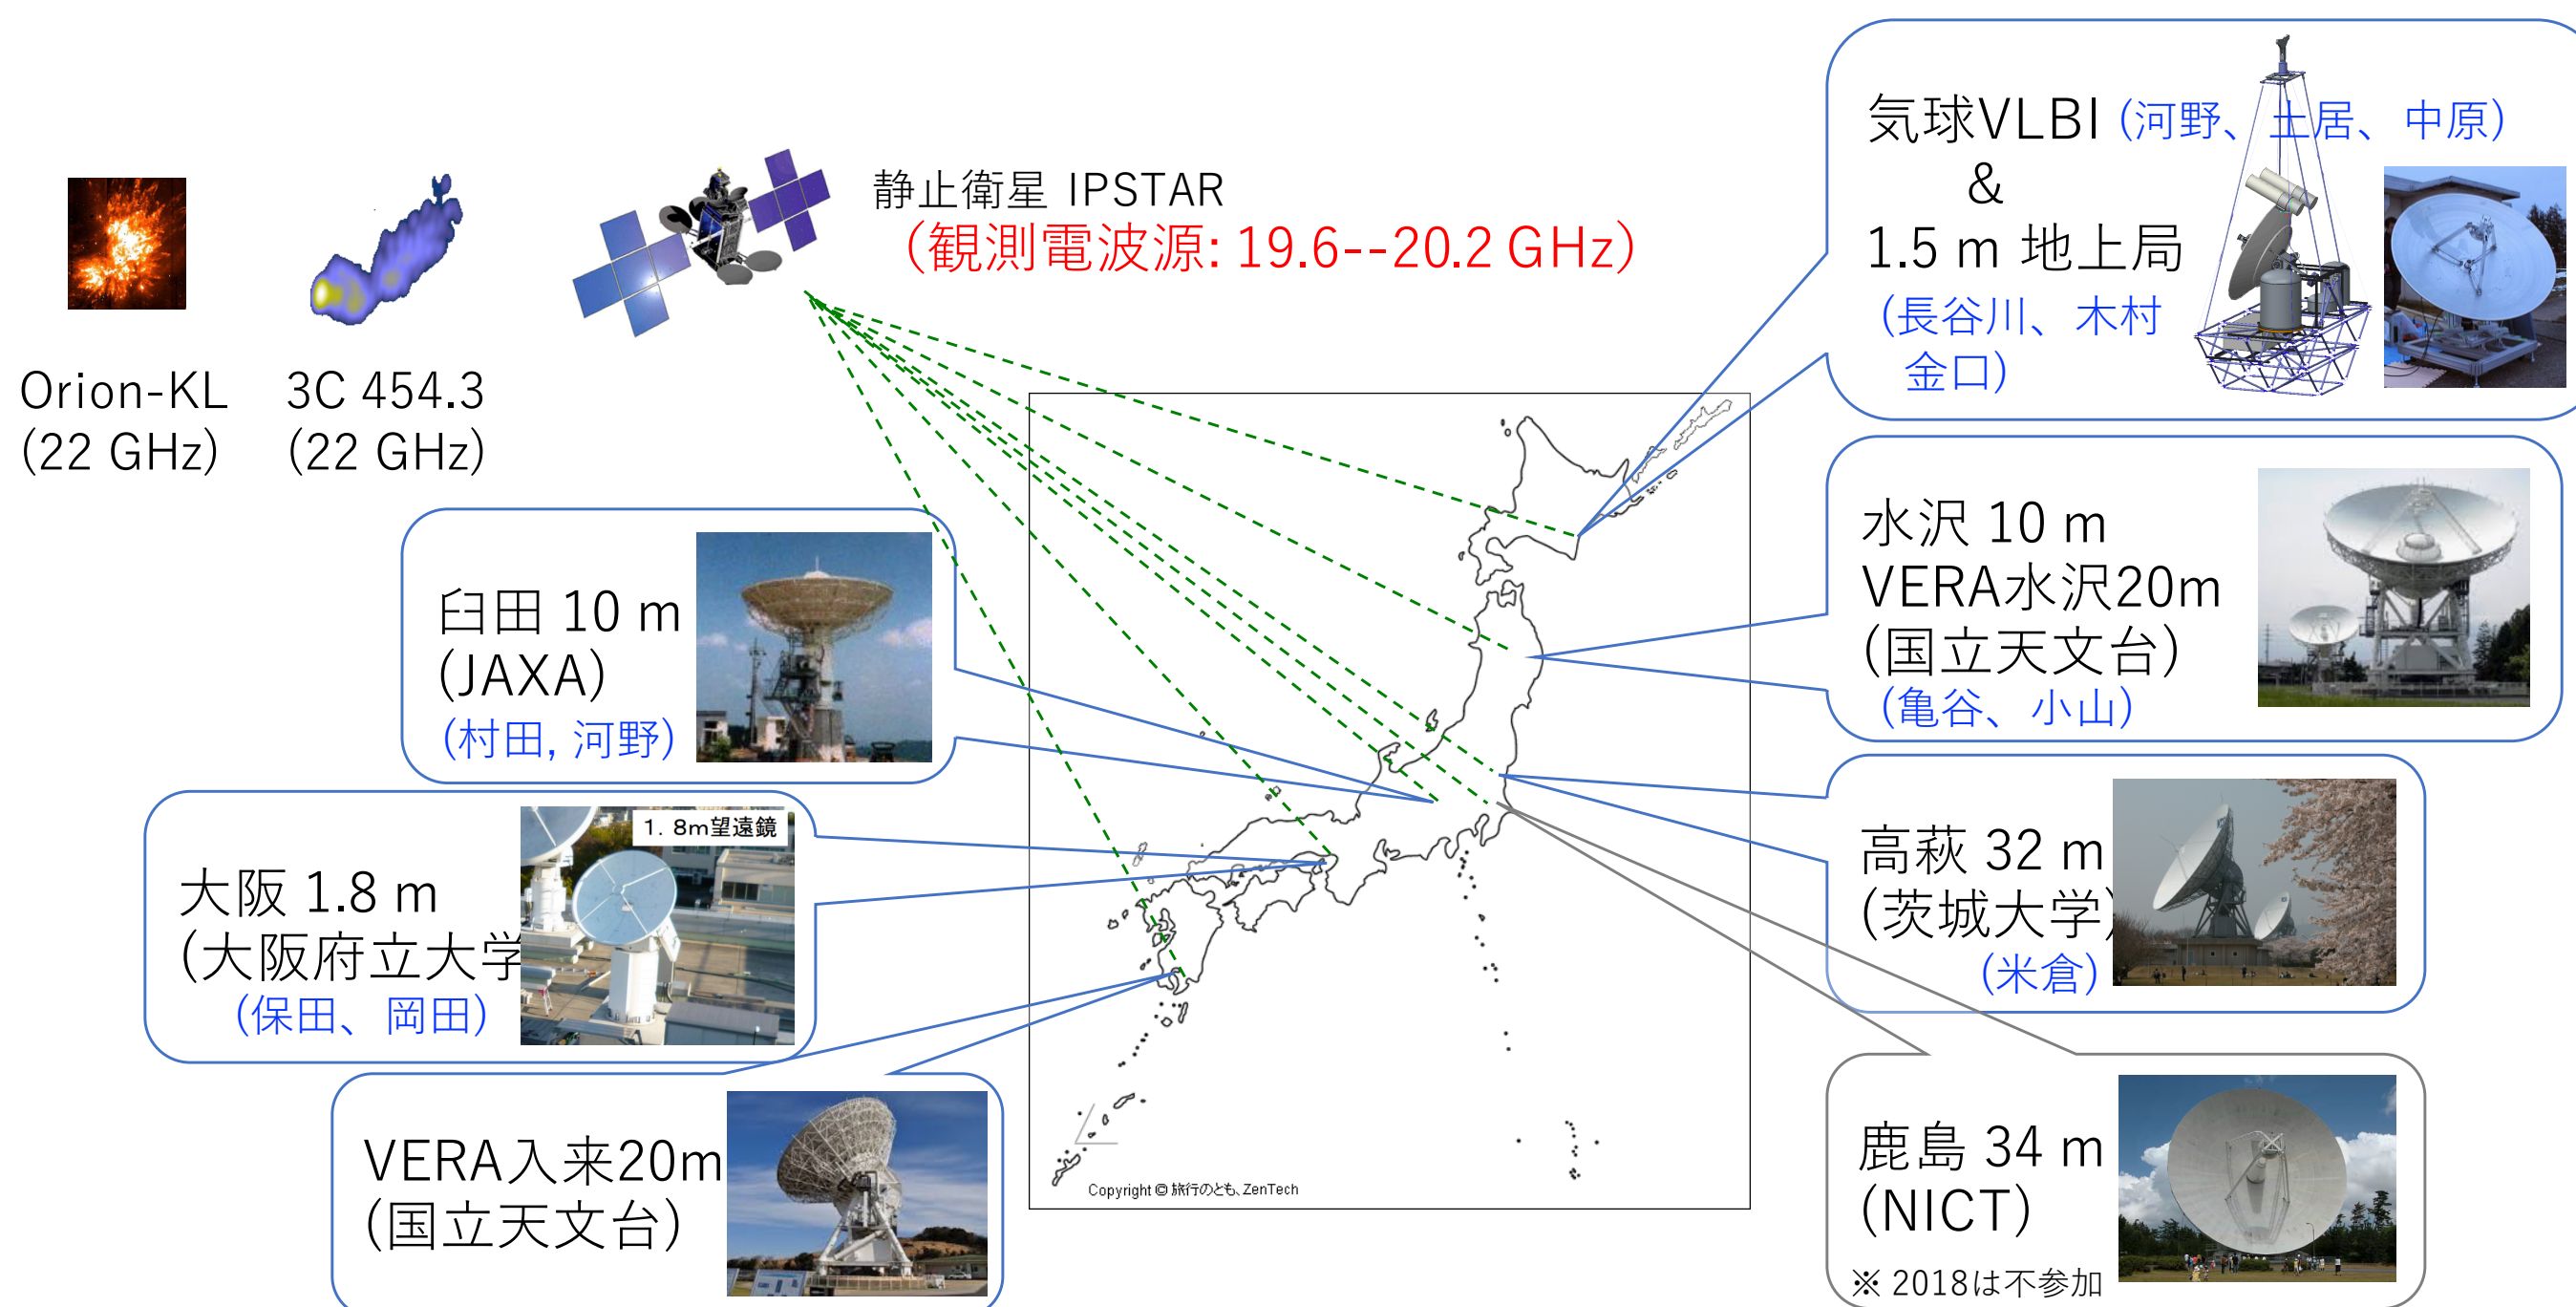 静止衛星 IPSTAR
(観測電波源: 19.6--20.2 GHz)
Orion-KL
(22 GHz)
3C 454.3
(22 GHz)
気球VLBI (河野、土居、中原)
&
1.5 m 地上局
(長谷川、木村
金口)
臼田 10 m
(JAXA)
(村田, 河野)
水沢 10 m
VERA水沢20m
(国立天文台)
(亀谷、小山)
大阪 1.8 m
(大阪府立大学
(保田、岡田)
1. 8m望遠鏡
高萩 32 m
(茨城大学)
(米倉)
VERA入来20m
(国立天文台)
鹿島 34 m
(NICT)
※ 2018は不参加
Copyright © 旅行のとも、ZenTech